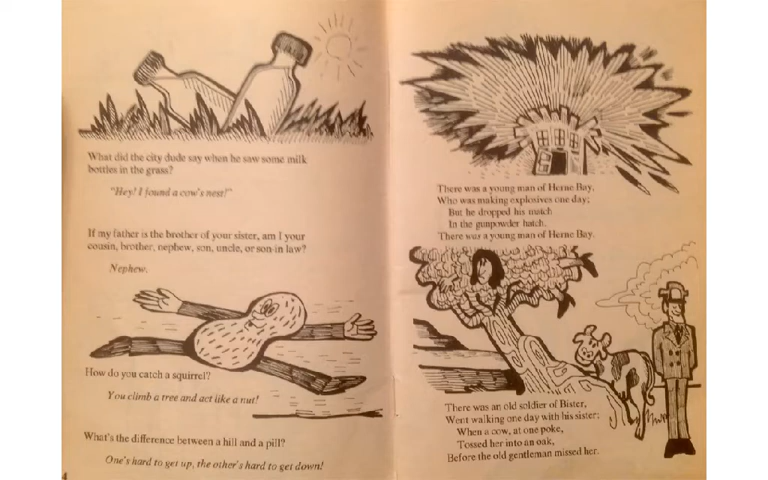 What did the city dude say when he saw some milk
bottles in the grass?
"Hey! I found a cow's nest!"
If my father is the brother of your sister, am I your
cousin, brother, nephew, son, uncle, or son-in-law?
Nephew.
How do you catch a squirrel?
You climb a tree and act like a nut!
What's the difference between a hill and a pill?
One's hard to get up, the other's hard to get down!
4
There was a young man of Herne Bay,
Who was making explosives one day;
But he dropped his match
In the gunpowder hatch,
There was a young man of Herne Bay.
There was an old soldier of Bister,
Went walking one day with his sister;
When a cow, at one poke,
Tossed her into an oak,
Before the old gentleman missed her.